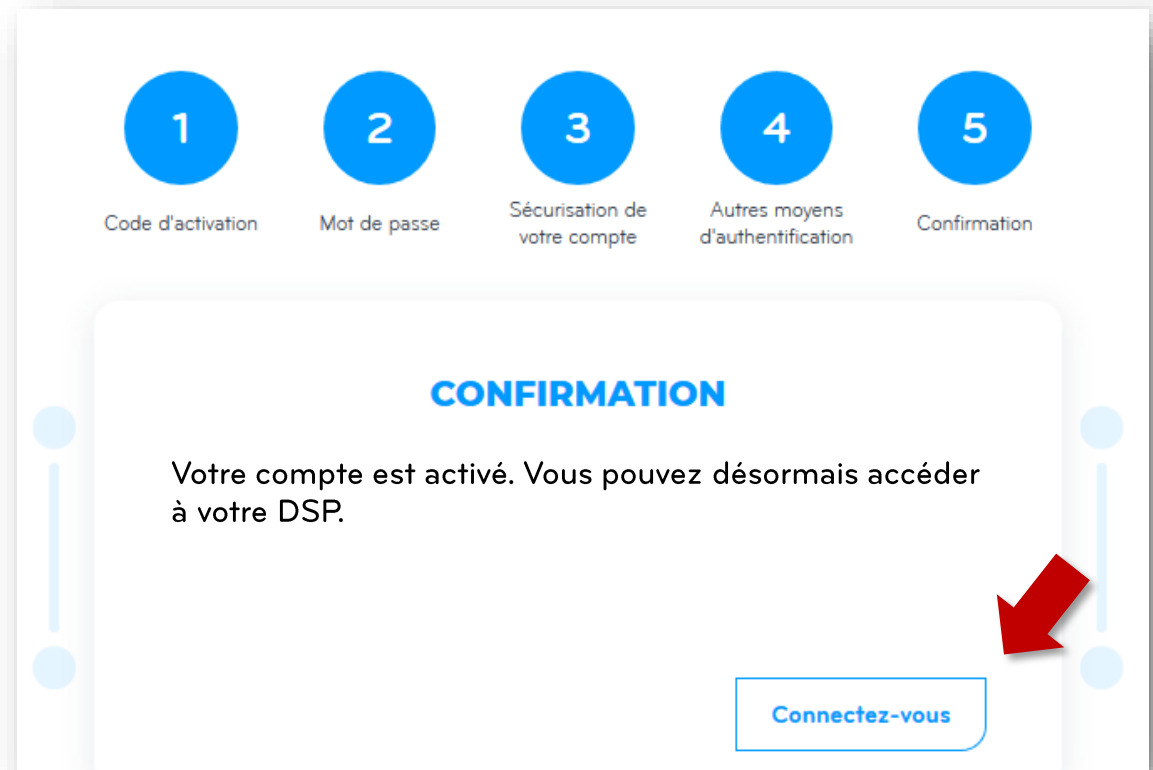 1
2
3
4
5
Code d'activation
Mot de passe
Sécurisation de
votre compte
Autres moyens
d'authentification
Confirmation
CONFIRMATION
Votre compte est activé. Vous pouvez désormais accéder
à votre DSP.
Connectez-vous